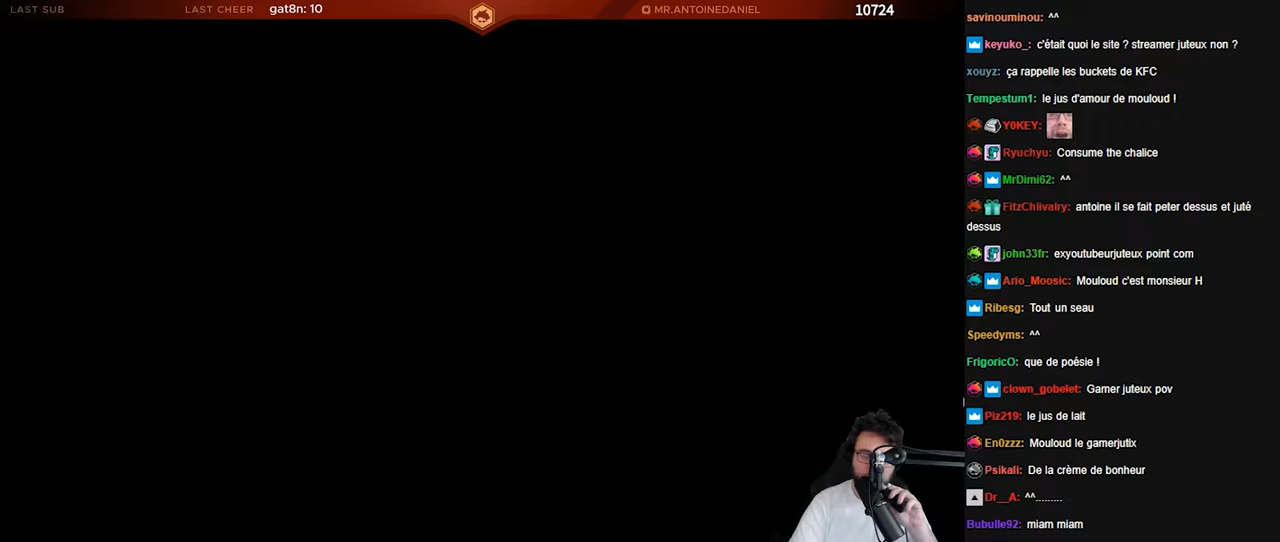 LAST SUB
LAST CHEER gat8n: 10
MR.ANTOINEDANIEL
10724
savinouminou: ^^
keyuko_: c'était quoi le site ? streamer juteux non ?
xouyz: ça rappelle les buckets de KFC
Tempestum1: le jus d'amour de mouloud !
Y0KEY:
Ryuchyu: Consume the chalice
MrDimi62: ^^
FitzChiivalry: antoine il se fait peter dessus et juté
dessus
john33fr: exyoutubeurjuteux point com
Ario_Moosic: Mouloud c'est monsieur H
Ribesg: Tout un seau
Speedyms: ^^
FrigoricO: que de poésie !
clown_gobelet: Gamer juteux pov
Piz219: le jus de lait
En0zzz: Mouloud le gamerjutix
Psikali: De la crème de bonheur
Dr__A: ^^.........
Bubulle92: miam miam